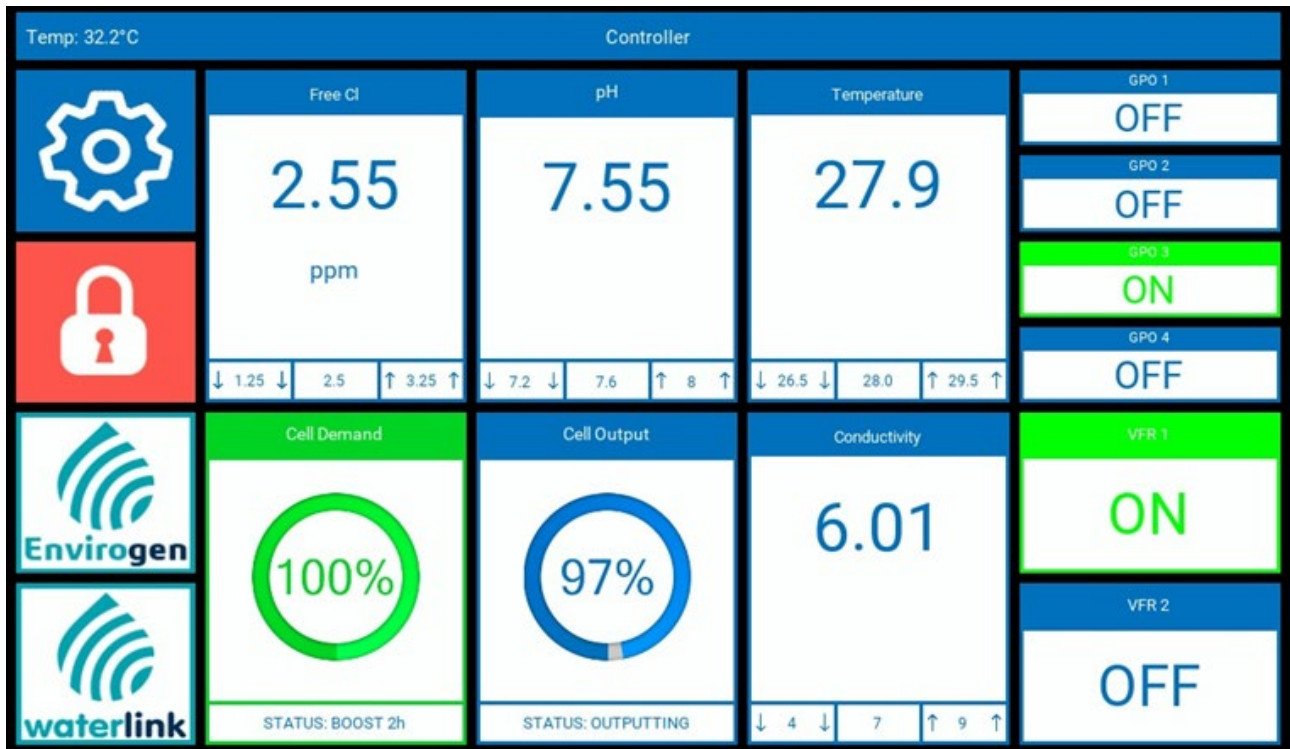 Temp: 32.2°C
Controller
Free Cl
2.55
ppm
↓ 1.25 ↓ 2.5 ↑ 3.25 ↑
pH
7.55
↓ 7.2 ↓ 7.6 ↑ 8 ↑
Temperature
27.9
↓ 26.5 ↓ 28.0 ↑ 29.5 ↑
GPO 1
OFF
GPO 2
OFF
GPO 3
ON
GPO 4
OFF
Envirogen
waterlink
Cell Demand
100%
STATUS: BOOST 2h
Cell Output
97%
STATUS: OUTPUTTING
Conductivity
6.01
↓ 4 ↓ 7 ↑ 9 ↑
VFR 1
ON
VFR 2
OFF